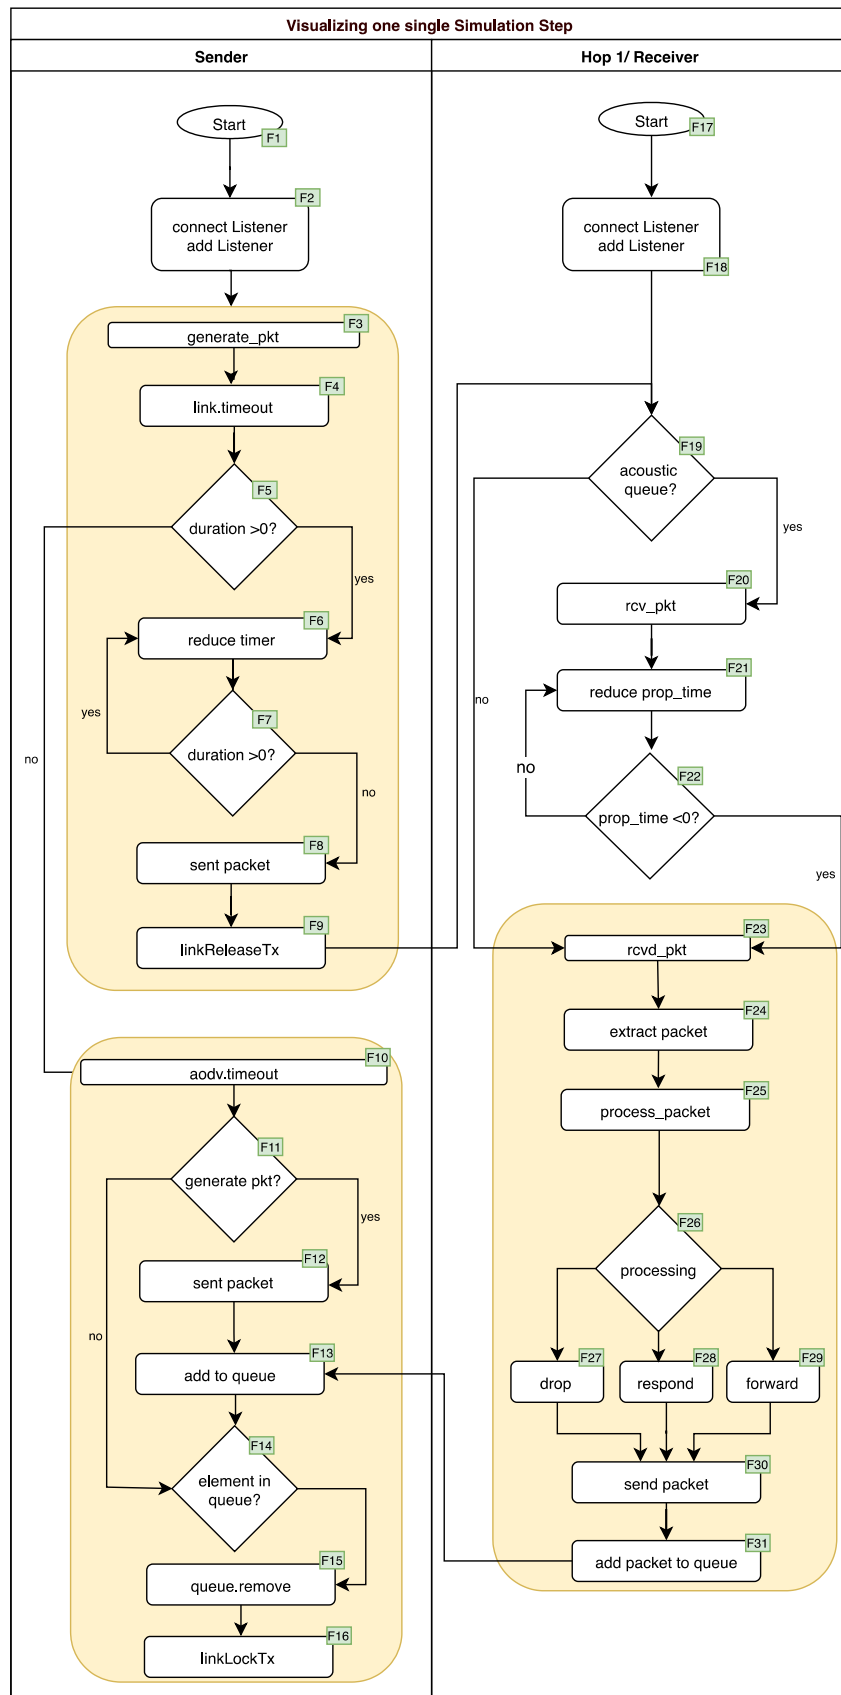 Visualizing one single Simulation Step
Sender
Hop 1/ Receiver
Start
F1
F2
connect Listener
add Listener
F3
generate_pkt
F4
link.timeout
F5
duration >0?
yes
no
F6
reduce timer
yes
F7
duration >0?
no
F8
sent packet
F9
linkReleaseTx
F10
aodv.timeout
F11
generate pkt?
yes
no
F12
sent packet
F13
add to queue
F14
element in
queue?
F15
queue.remove
F16
linkLockTx
Start
F17
connect Listener
add Listener
F18
F19
acoustic
queue?
yes
no
F20
rcv_pkt
F21
reduce prop_time
no
F22
prop_time <0?
yes
F23
rcvd_pkt
F24
extract packet
F25
process_packet
F26
processing
F27
drop
F28
respond
F29
forward
F30
send packet
F31
add packet to queue